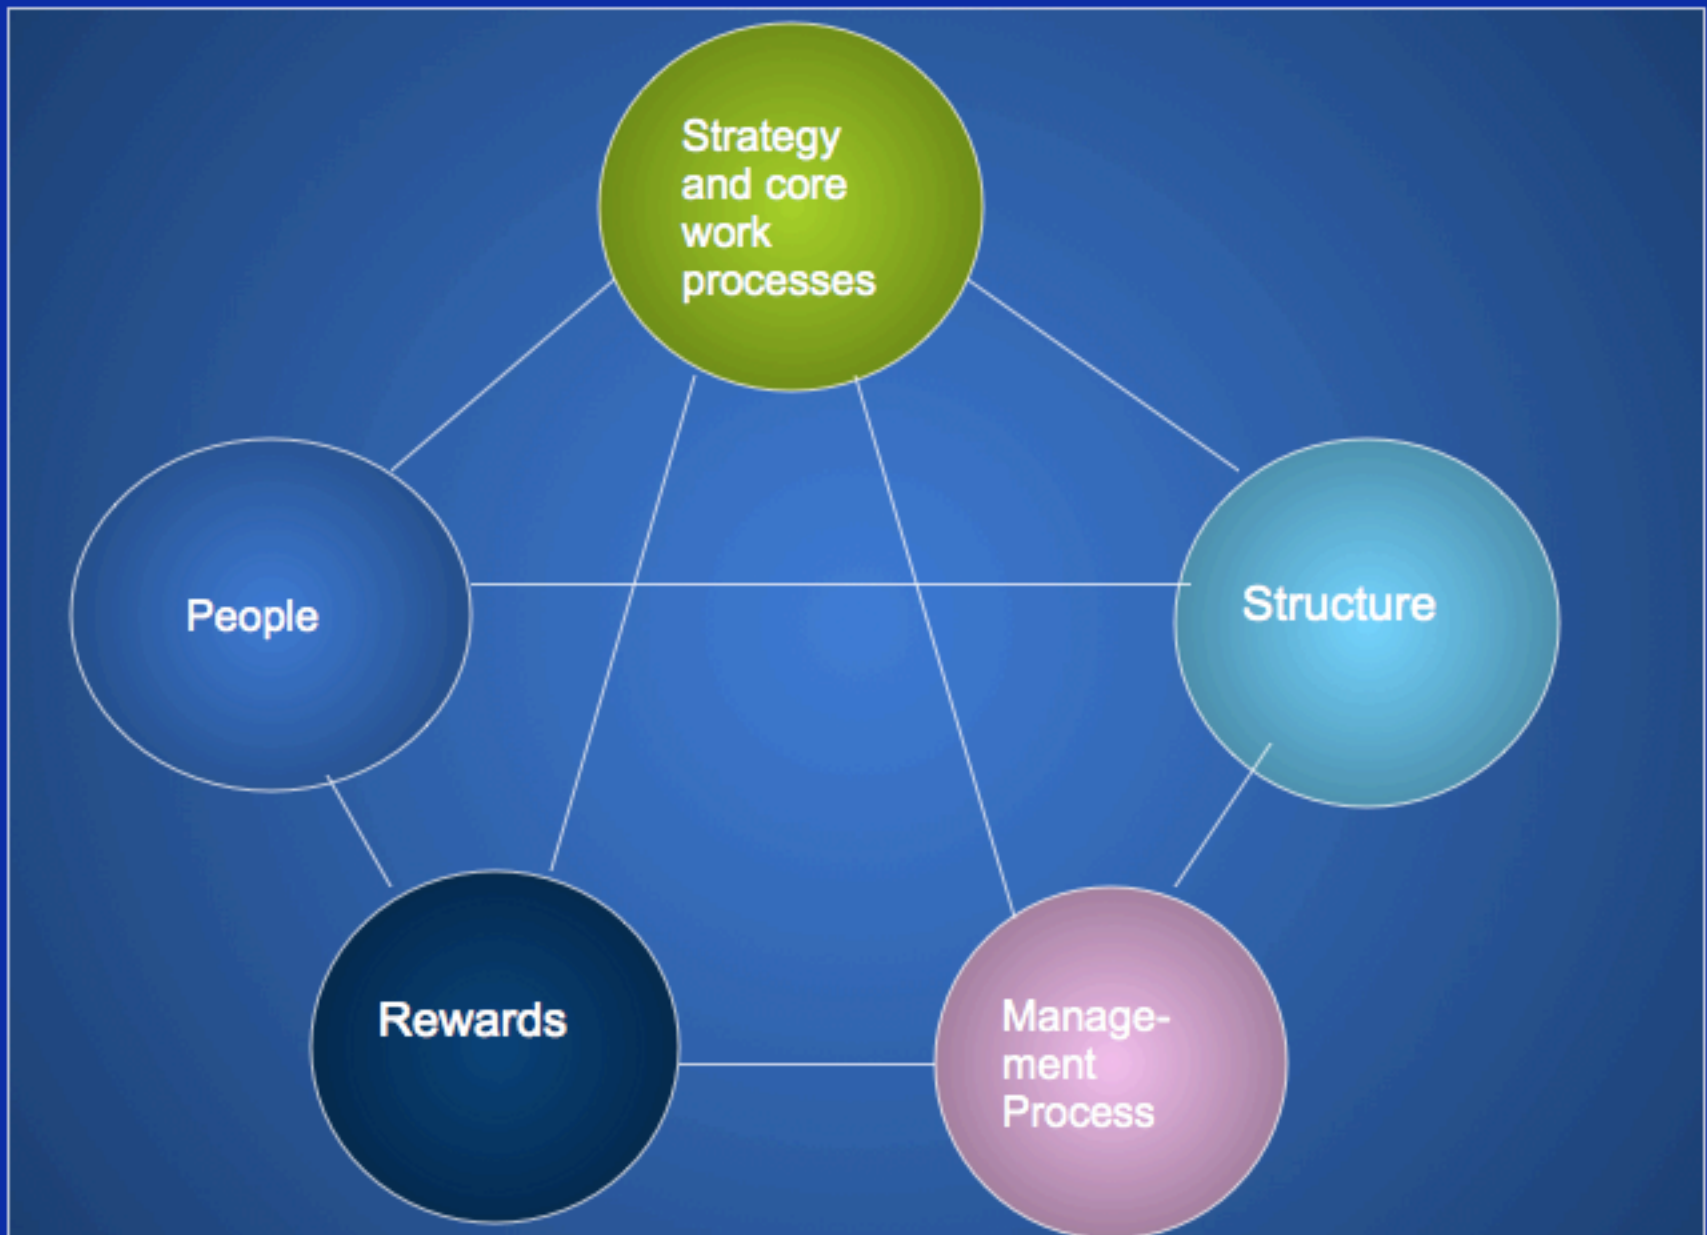 Strategy
and core
work
processes
People
Structure
Rewards
Manage-
ment
Process